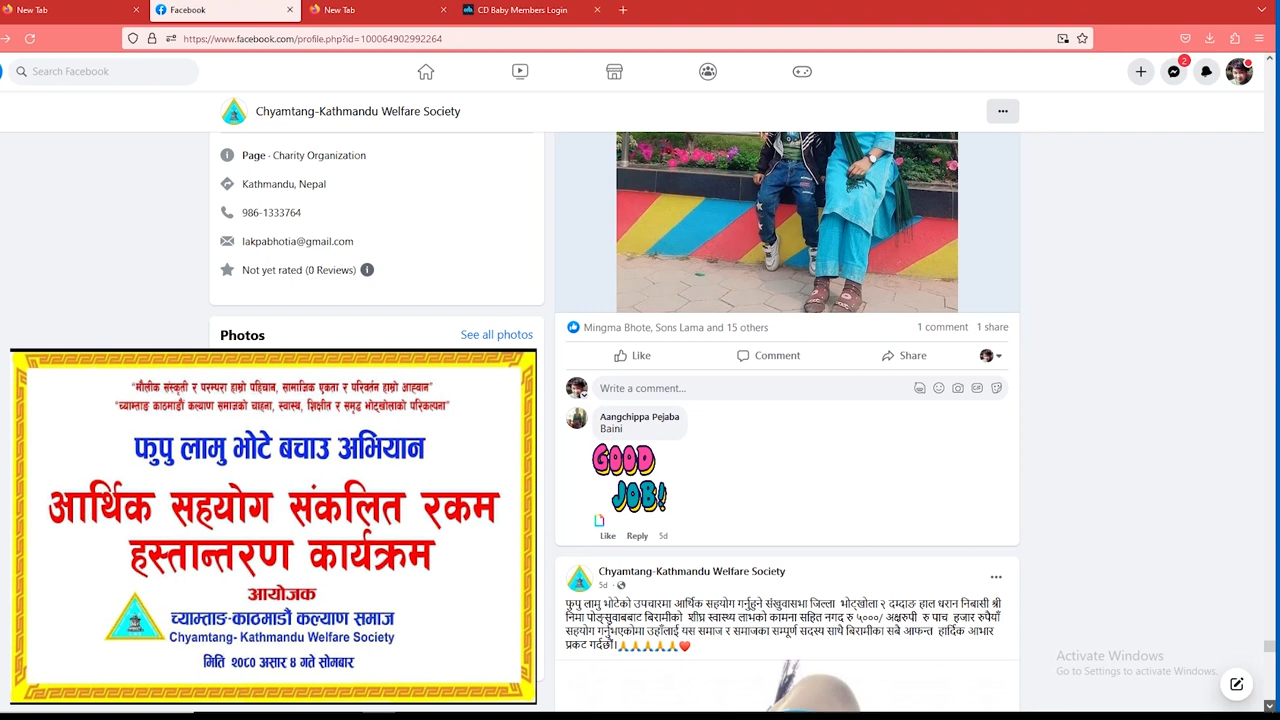 New Tab
Facebook
New Tab
CD Baby Members Login
https://www.facebook.com/profile.php?id=100064902992264
Search Facebook
2
Chyamtang-Kathmandu Welfare Society
Page · Charity Organization
Kathmandu, Nepal
986-1333764
lakpabhotia@gmail.com
Not yet rated (0 Reviews)
Photos
See all photos
"मौलीक संस्कृती र परम्परा हाम्रो पहिचान, सामाजिक एकता र परिवर्तन हाम्रो आह्वान"
"च्याम्ताङ काठमाडौं कल्याण समाजको चाहना, स्वास्थ, शिक्षीत र समृद्ध भोटखोलाको परिकल्पना"
फुपु लामु भोटे बचाउ अभियान
आर्थिक सहयोग संकलित रकम
हस्तान्तरण कार्यक्रम
आयोजक
च्याम्ताङ-काठमाडौं कल्याण समाज
Chyamtang- Kathmandu Welfare Society
मिति २०८० असार ४ गते सोमबार
Mingma Bhote, Sons Lama and 15 others
1 comment 1 share
Like Comment Share
Write a comment...
Aangchippa Pejaba
Baini
GOOD
JOB!
Like Reply 5d
Chyamtang-Kathmandu Welfare Society
5d ·
फुपु लामु भोटेको उपचारमा आर्थिक सहयोग गर्नुहुने संखुवासभा जिल्ला भोट्खोला २ दम्दाङ हाल धरान निबासी श्री
निमा पोङ्सुवाबबाट बिरामीको शीघ्र स्वास्थ्य लाभको कामना सहित नगद रु ५०००/ अक्षरुपी रु पाच हजार रुपैयाँ
सहयोग गर्नुभएकोमा उहाँलाई यस समाज र समाजका सम्पूर्ण सदस्य साथै बिरामीका सबै आफन्त हार्दिक आभार
प्रकट गर्दछौं।🙏🙏🙏🙏🙏❤️
Activate Windows
Go to Settings to activate Windows.